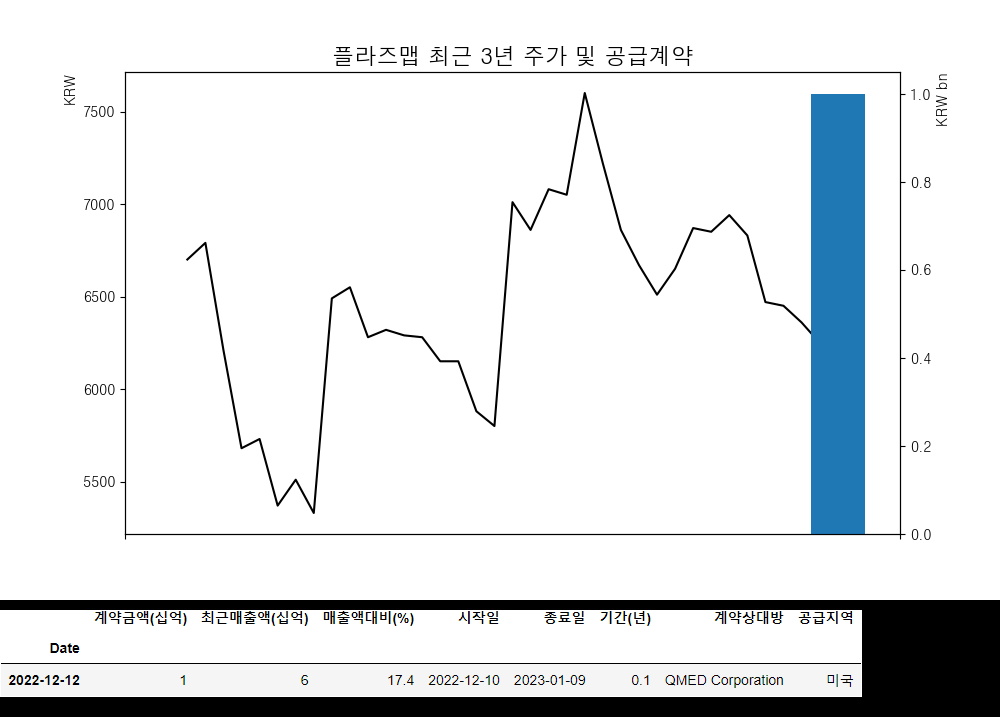 플라즈맵 최근 3년 주가 및 공급계약
KRW
KRW bn
7500
7000
6500
6000
5500
1.0
0.8
0.6
0.4
0.2
0.0
계약금액(십억) 최근매출액(십억) 매출액대비(%) 시작일 종료일 기간(년) 계약상대방 공급지역
Date
2022-12-12 1 6 17.4 2022-12-10 2023-01-09 0.1 QMED Corporation 미국